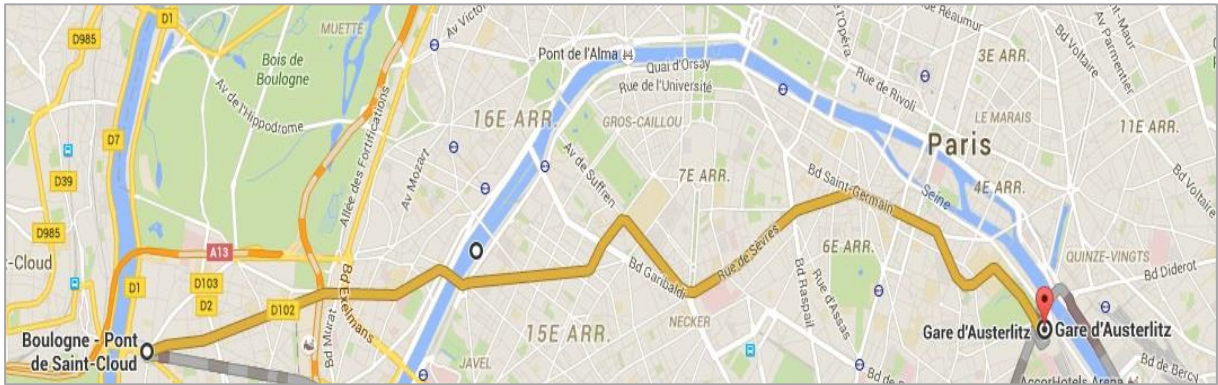 D1
D985
MUETTE
Av Victor
Bois de
Boulogne
Pont de l'Alma
Quai d'Orsay
Rue de l'Université
l'Opéra
Rue Réaumur
3E ARR.
Bd Voltaire
Av Parmentier
St-Maur
Rue de Rivoli
Av de l'Hippodrome
Allée des Fortifications
16E ARR.
GROS-CAILLOU
LE MARAIS
11E ARR.
D7
Av Mozart
Av de Suffren
7E ARR.
Paris
D39
Bd Saint-Germain
Seine
4E ARR.
Bd Voltaire
D985
-Cloud
A13
Rue de Sèvres
6E ARR.
QUINZE-VINGTS
Bd Diderot
D1
D103
D2
D102
Bd Exelmans
Bd Garibaldi
Bd Raspail
Rue d'Assas
Boulogne - Pont
de Saint-Cloud
Bd Murat
15E ARR.
NECKER
Gare d'Austerlitz
Gare d'Austerlitz
JAVEL
Bd de Bercy
AccorHotels Arena